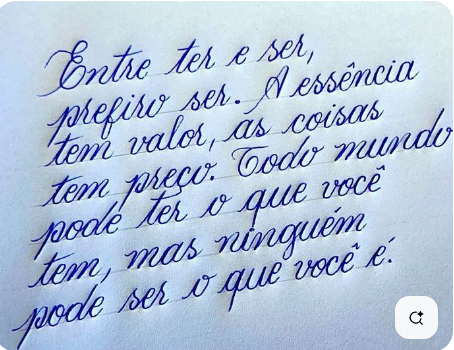 Entre ter e ser,
prefiro ser. A essência
tem valor, as coisas
tem preço. Todo mundo
pode ter o que você
tem, mas ninguém
pode ser o que você é.